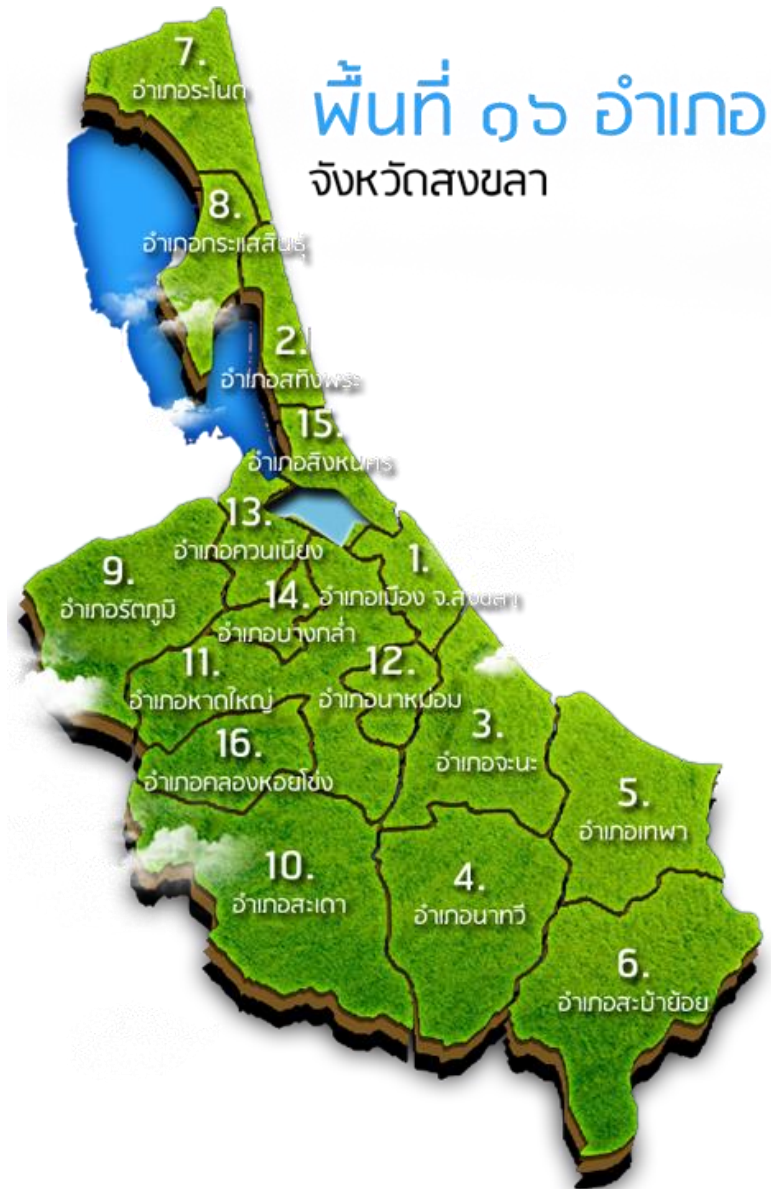 พื้นที่ ๑๖ อำเภอ
จังหวัดสงขลา
7.
อำเภอระโนด
8.
อำเภอกระแสสินธุ์
2.
อำเภอสทิงพระ
15.
อำเภอสิงหนคร
13.
อำเภอควนเนียง
1.
อำเภอเมือง จ.สงขลา
9.
อำเภอรัตภูมิ
14.
อำเภอบางกล่ำ
12.
อำเภอนาหม่อม
11.
อำเภอหาดใหญ่
3.
อำเภอจะนะ
16.
อำเภอคลองหอยโข่ง
5.
อำเภอเทพา
10.
อำเภอสะเดา
4.
อำเภอนาทวี
6.
อำเภอสะบ้าย้อย